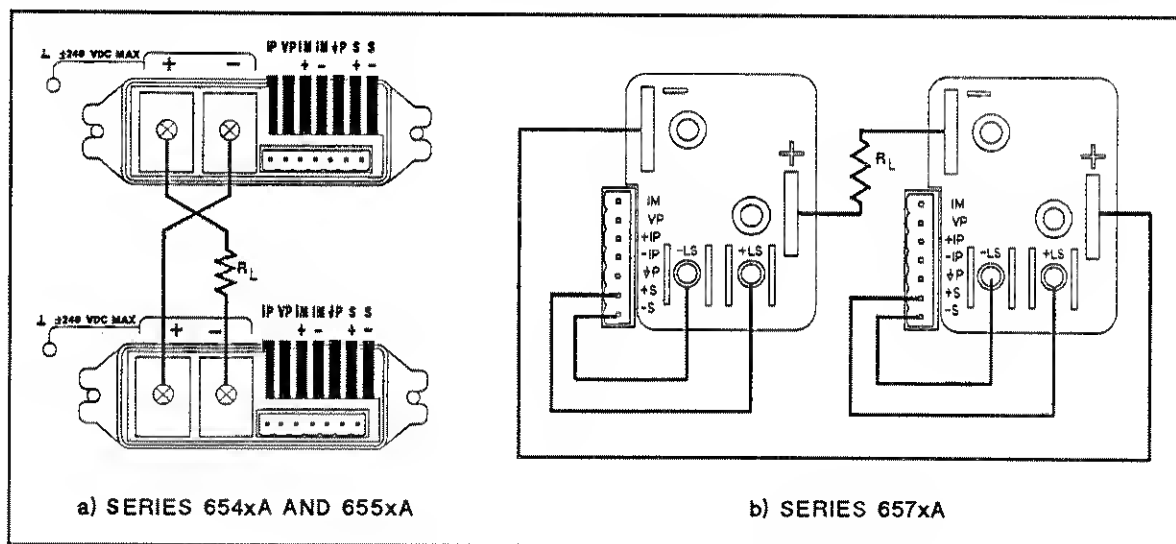 ⊥ ±240 VDC MAX + − IP VP IM IM ⏚P S S
+ − + −
R L
⊥ ±240 VDC MAX + − IP VP IM IM ⏚P S S
+ − + −
a) SERIES 654xA AND 655xA
−
+
IM
VP
+IP
-IP
⏚P
+S
-S
-LS +LS
R L
−
+
IM
VP
+IP
-IP
⏚P
+S
-S
-LS +LS
b) SERIES 657xA